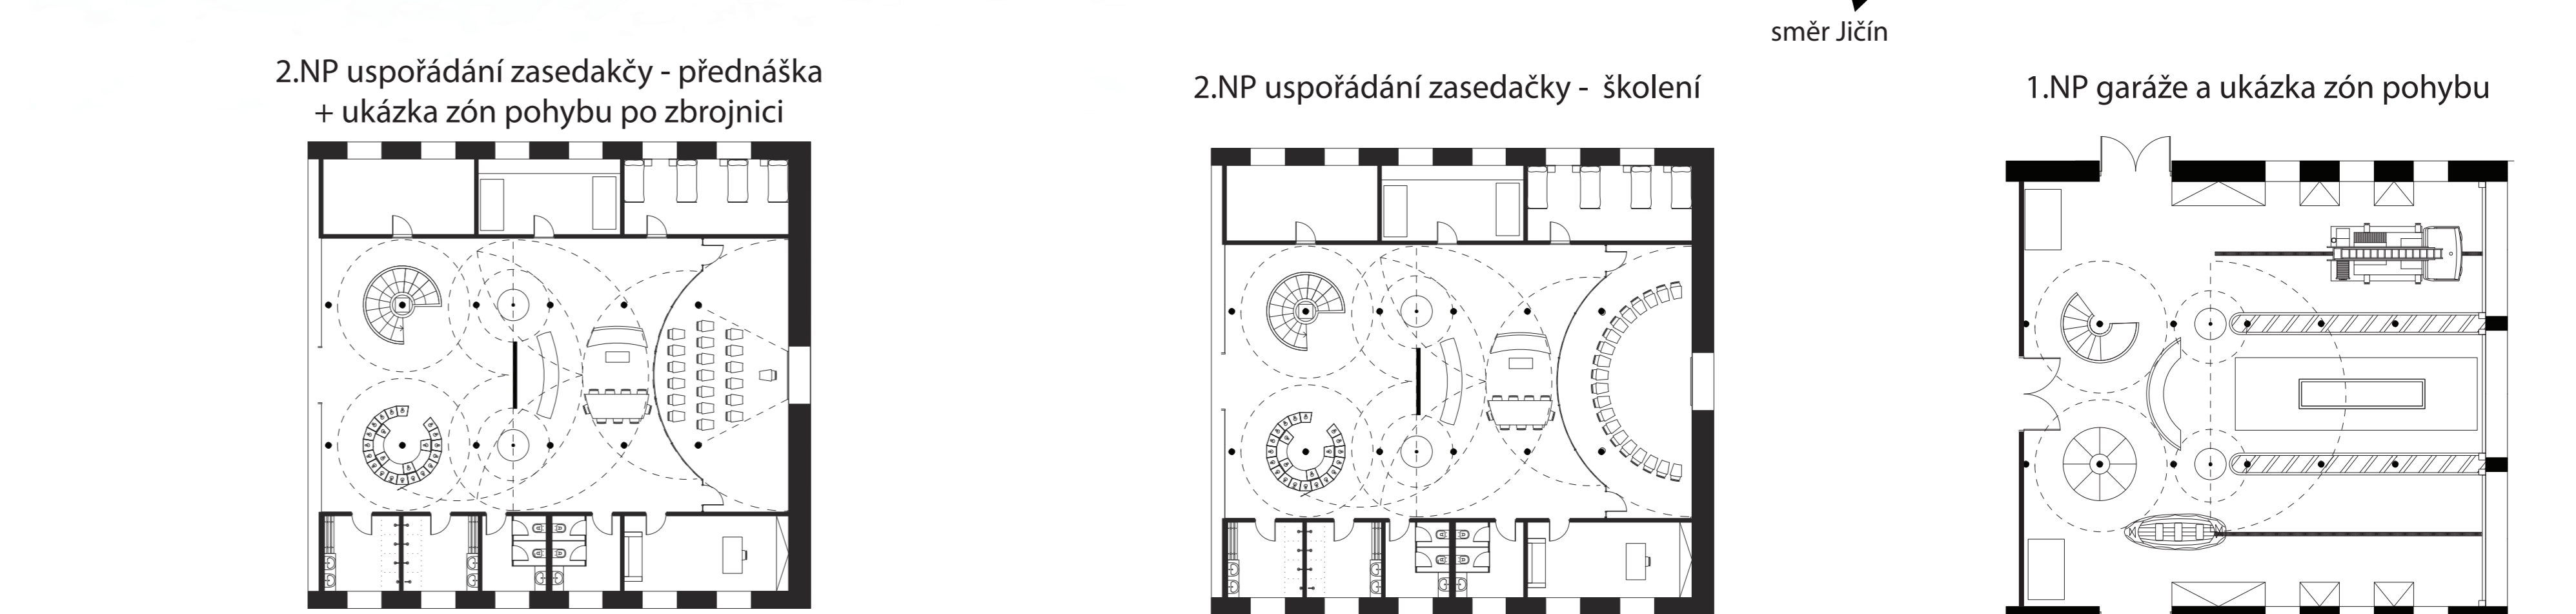 směr Jičín
2.NP uspořádání zasedakčy - přednáška
+ ukázka zón pohybu po zbrojnici
2.NP uspořádání zasedačky -  školení
1.NP garáže a ukázka zón pohybu